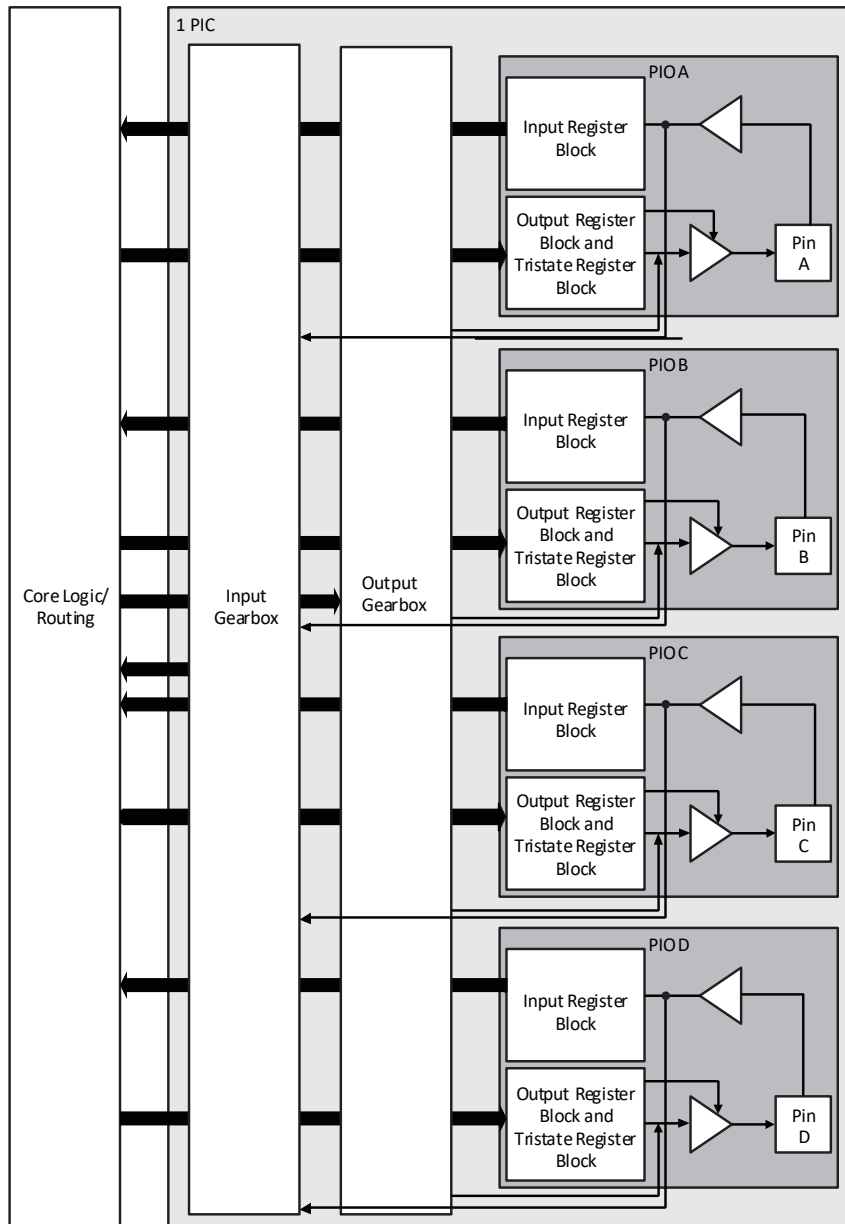 1 PIC
PIOA
Input Register
Block
Output Register
Block and
Tristate Register
Block
Pin
A
PIOB
Input Register
Block
Output Register
Block and
Tristate Register
Block
Pin
B
Core Logic/
Routing
Input
Gearbox
Output
Gearbox
PIOC
Input Register
Block
Output Register
Block and
Tristate Register
Block
Pin
C
PIOD
Input Register
Block
Output Register
Block and
Tristate Register
Block
Pin
D